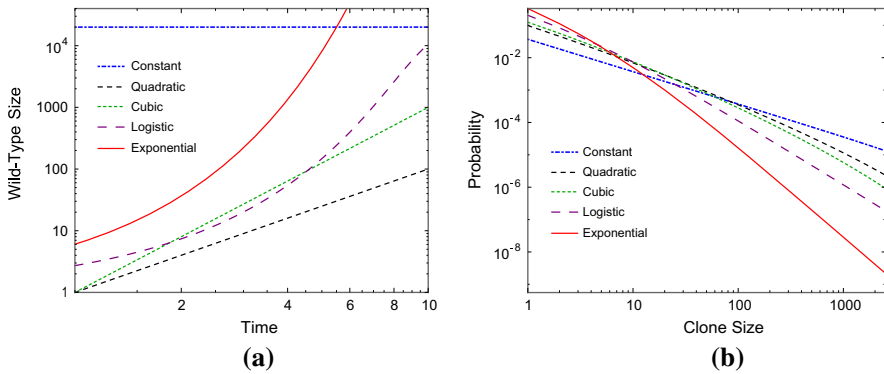 10^4
1000
100
10
1
Wild-Type Size
Constant
Quadratic
Cubic
Logistic
Exponential
2
4
6
8
10
Time
(a)
10^-2
10^-4
10^-6
10^-8
Probability
Constant
Quadratic
Cubic
Logistic
Exponential
1
10
100
1000
Clone Size
(b)